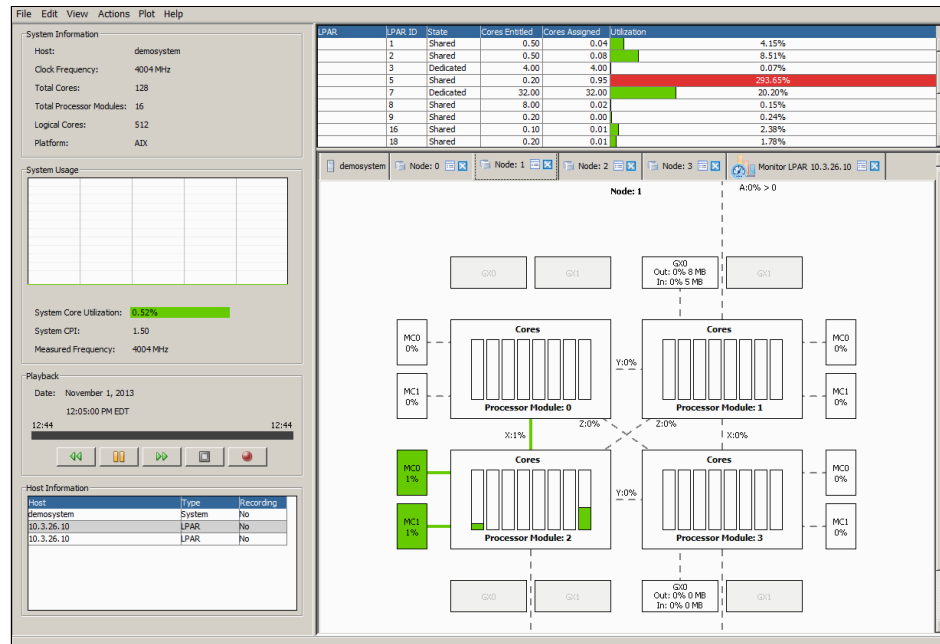 File Edit View Actions Plot Help
System Information
Host: demosystem
Clock Frequency: 4004 MHz
Total Cores: 128
Total Processor Modules: 16
Logical Cores: 512
Platform: AIX
System Usage
System Core Utilization: 0.52%
System CPI: 1.50
Measured Frequency: 4004 MHz
Playback
Date: November 1, 2013
12:05:00 PM EDT
12:44 12:44
Host Information
Host Type Recording
demosystem System No
10.3.26.10 LPAR No
10.3.26.10 LPAR No
LPAR LPAR ID State Cores Entitled Cores Assigned Utilization
1 Shared 0.50 0.04 4.15%
2 Shared 0.50 0.08 8.51%
3 Dedicated 4.00 4.00 0.07%
5 Shared 0.20 0.95 293.65%
7 Dedicated 32.00 32.00 20.20%
8 Shared 8.00 0.02 0.15%
9 Shared 0.20 0.00 0.24%
16 Shared 0.10 0.01 2.38%
18 Shared 0.20 0.01 1.78%
demosystem Node: 0 Node: 1 Node: 2 Node: 3 Monitor LPAR 10.3.26.10
Node: 1
A:0% > 0
GX0 GX1
GX0
Out: 0% 8 MB
In: 0% 5 MB
GX1
MC0
0%
MC1
0%
Cores
Processor Module: 0
Y:0%
Cores
Processor Module: 1
MC0
0%
MC1
0%
X:1% Z:0% Z:0% X:0%
MC0
1%
MC1
1%
Cores
Processor Module: 2
Y:0%
Cores
Processor Module: 3
MC0
0%
MC1
0%
GX0 GX1
GX0
Out: 0% 0 MB
In: 0% 0 MB
GX1